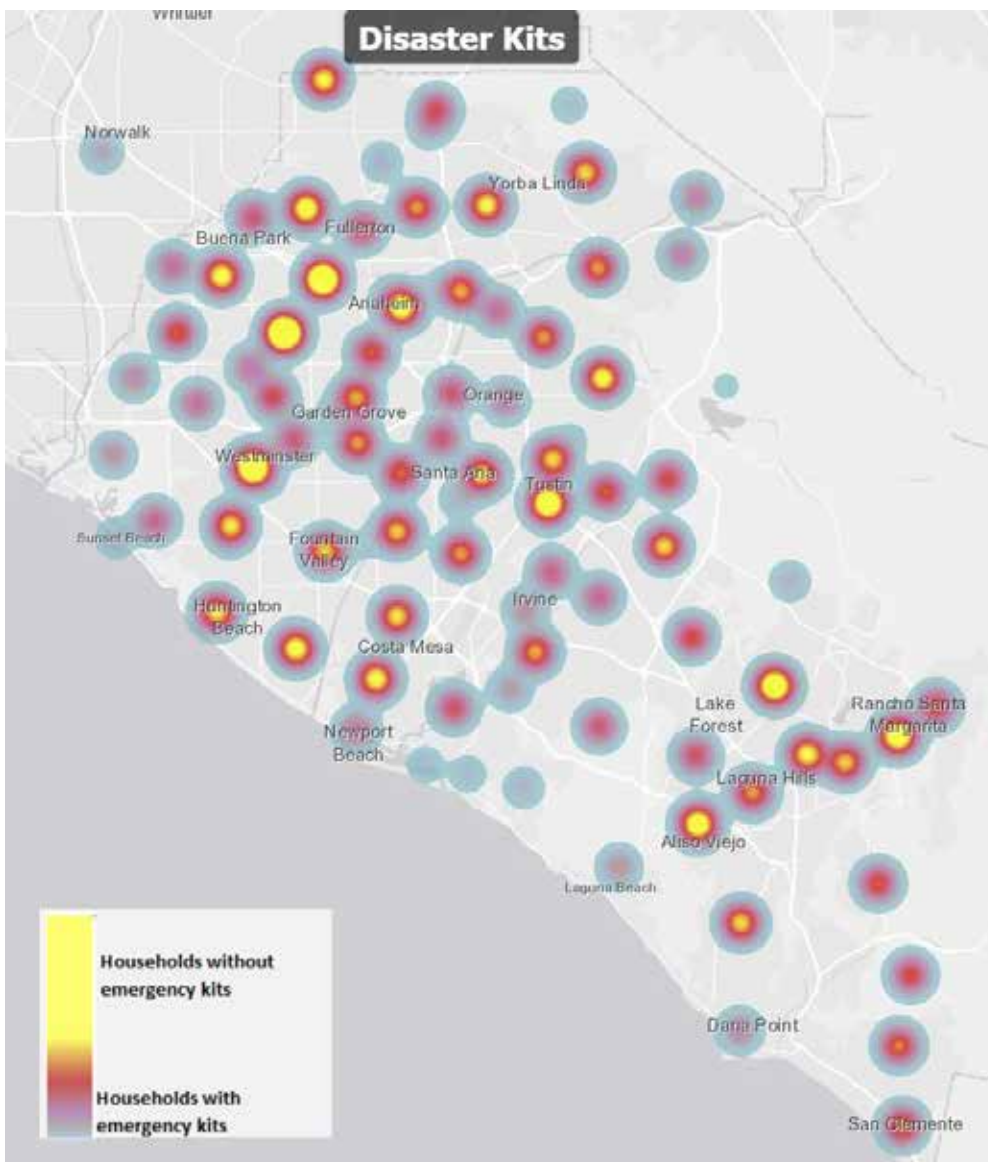 Whittier
Disaster Kits
Norwalk
Yorba Linda
Buena Park
Fullerton
Anaheim
Orange
Garden Grove
Westminster
Santa Ana
Tustin
Sunset Beach
Fountain
Valley
Irvine
Huntington
Beach
Costa Mesa
Lake
Forest
Rancho Santa
Margarita
Newport
Beach
Laguna Hills
Aliso Viejo
Laguna Beach
Households without
emergency kits
Dana Point
Households with
emergency kits
San Clemente